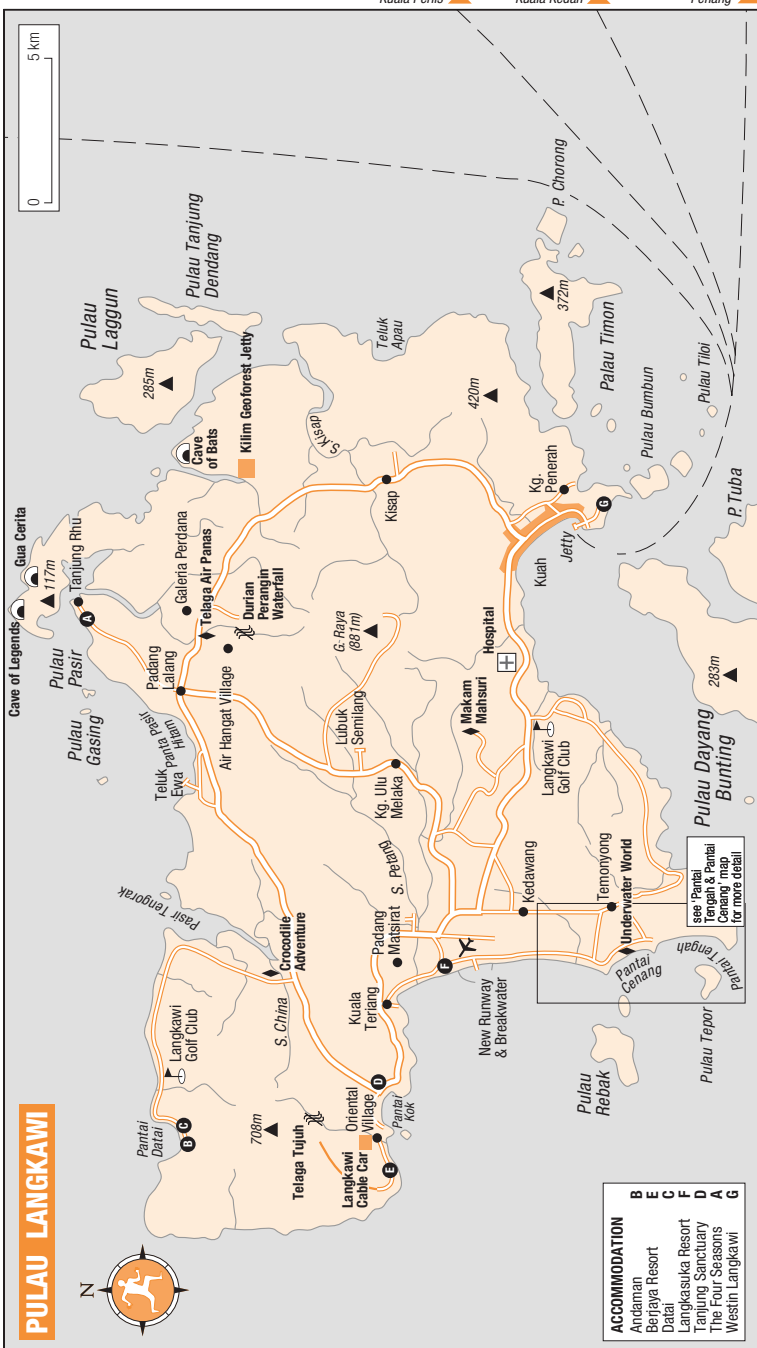 PULAU LANGKAWI
N
0
5 km
Kuala Perlis
Kuala Kedah
Penang
Cave of Legends
Gua Cerita
117m
Tanjung Rhu
A
Pulau
Pasir
Pulau
Gasing
Padang
Lalang
Panta Pasir
Hitam
Teluk
Ewa
Galeria Perdana
Telaga Air Panas
Air Hangat Village
Durian
Perangin
Waterfall
Pulau
Laggun
285m
Pulau Tanjung
Dendang
Cave
of Bats
Kilim Geoforest Jetty
S. Kisap
Kisap
Teluk
Apau
420m
P. Chorong
372m
Palau Timon
Pulau Bumbun
Pulau Tiloi
Kg.
Penerah
G
Jetty
Kuah
P. Tuba
G. Raya
(881m)
Lubuk
Semilang
Kg. Ulu
Melaka
Makam
Mahsuri
Hospital
Langkawi
Golf Club
283m
Pulau Dayang
Bunting
Pasir Tengorak
Crocodile
Adventure
S. China
Langkawi
Golf Club
Pantai
Datai
B
C
708m
Telaga Tujuh
Langkawi
Cable Car
Oriental
Village
D
E
Pantai
Kok
Kuala
Teriang
Padang
Matsirat
S. Petang
F
New Runway
& Breakwater
Kedawang
Temonyong
Underwater World
Pantai
Cenang
Pantai Tengah
see 'Pantai
Tengah & Pantai
Cenang' map
for more detail
Pulau
Rebak
Pulau Tepor
ACCOMMODATION
Andaman B
Berjaya Resort E
Datai C
Langkasuka Resort F
Tanjung Sanctuary D
The Four Seasons A
Westin Langkawi G